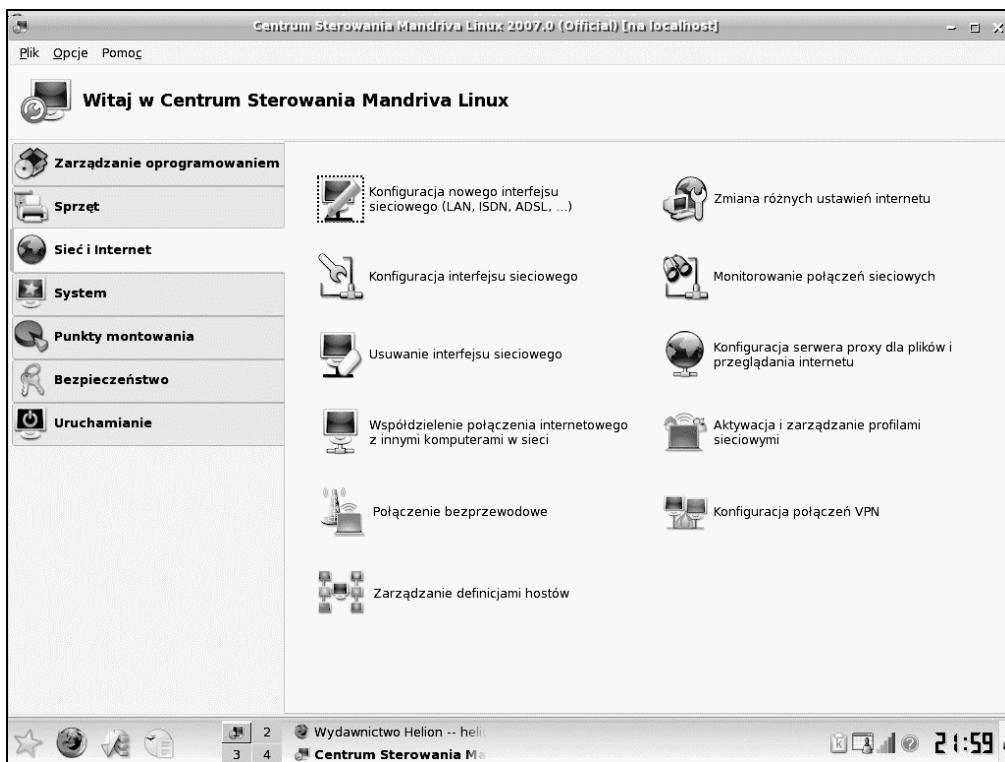 Centrum Sterowania Mandriva Linux 2007.0 (Official) [na localhost]
Plik Opcje Pomoc
Witaj w Centrum Sterowania Mandriva Linux
Zarządzanie oprogramowaniem
Sprzęt
Sieć i Internet
System
Punkty montowania
Bezpieczeństwo
Uruchamianie
Konfiguracja nowego interfejsu
sieciowego (LAN, ISDN, ADSL, ...)
Zmiana różnych ustawień internetu
Konfiguracja interfejsu sieciowego
Monitorowanie połączeń sieciowych
Usuwanie interfejsu sieciowego
Konfiguracja serwera proxy dla plików i
przeglądania internetu
Współdzielenie połączenia internetowego
z innymi komputerami w sieci
Aktywacja i zarządzanie profilami
sieciowymi
Połączenie bezprzewodowe
Konfiguracja połączeń VPN
Zarządzanie definicjami hostów
2
3 4
Wydawnictwo Helion -- heli
Centrum Sterowania Ma
21:59